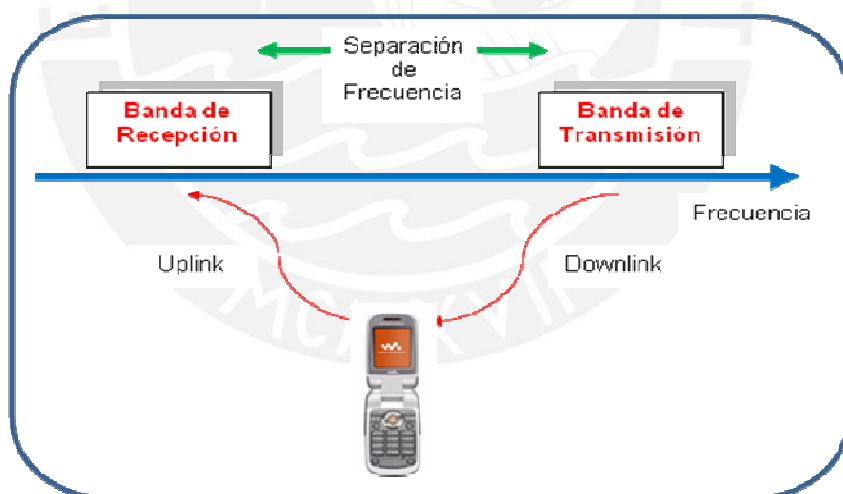 Separación
de
Frecuencia
Banda de
Recepción
Banda de
Transmisión
Frecuencia
Uplink
Downlink